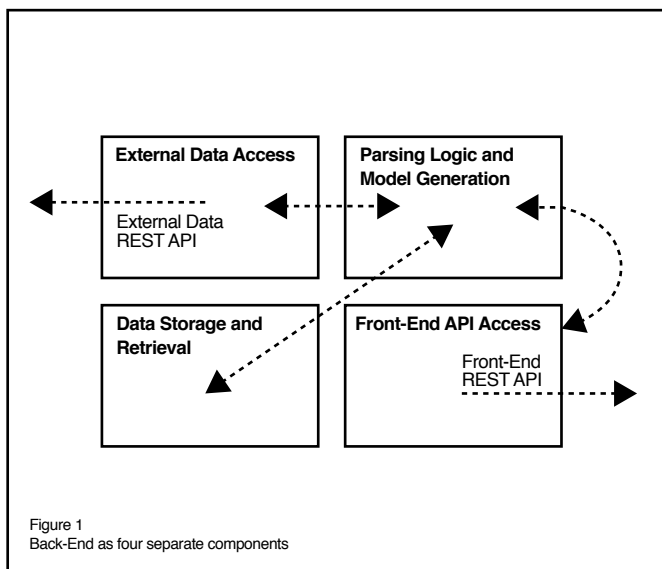 External Data Access
External Data
REST API
Parsing Logic and
Model Generation
Data Storage and
Retrieval
Front-End API Access
Front-End
REST API
Figure 1
Back-End as four separate components